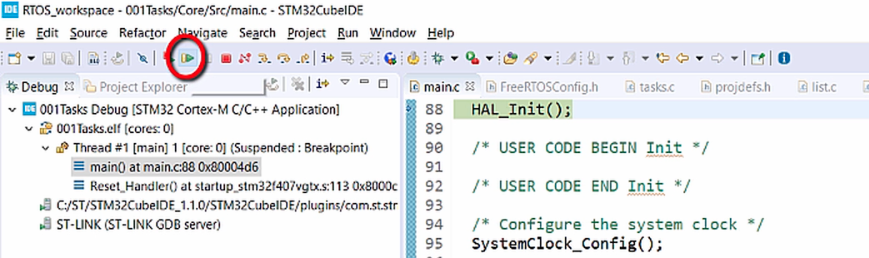 IDE RTOS_workspace - 001Tasks/Core/Src/main.c - STM32CubeIDE
File Edit Source Refactor Navigate Search Project Run Window Help
Debug Project Explorer
IDE 001Tasks Debug [STM32 Cortex-M C/C++ Application]
001Tasks.elf [cores: 0]
Thread #1 [main] 1 [core: 0] (Suspended : Breakpoint)
main() at main.c:88 0x80004d6
Reset_Handler() at startup_stm32f407vgtx.s:113 0x8000c
C:/ST/STM32CubeIDE_1.1.0/STM32CubeIDE/plugins/com.st.str
ST-LINK (ST-LINK GDB server)
main.c FreeRTOSConfig.h tasks.c projdefs.h list.c
88 HAL_Init();
89
90 /* USER CODE BEGIN Init */
91
92 /* USER CODE END Init */
93
94 /* Configure the system clock */
95 SystemClock_Config();